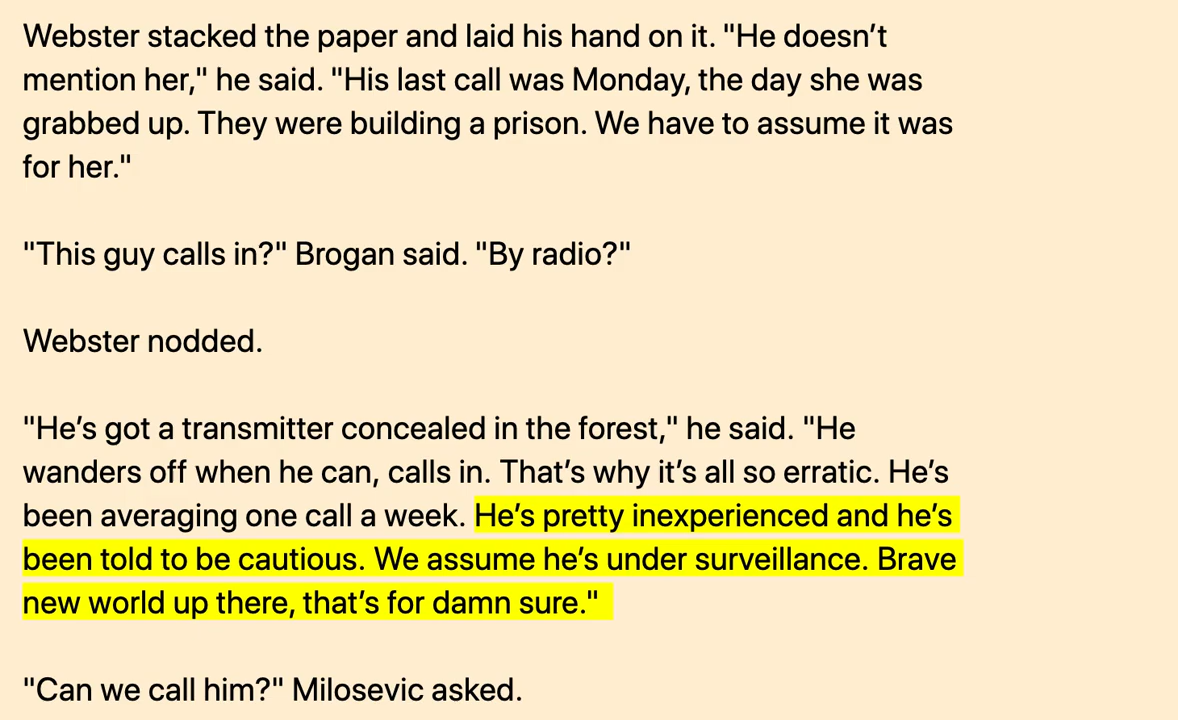 Webster stacked the paper and laid his hand on it. "He doesn’t
mention her," he said. "His last call was Monday, the day she was
grabbed up. They were building a prison. We have to assume it was
for her."
"This guy calls in?" Brogan said. "By radio?"
Webster nodded.
"He’s got a transmitter concealed in the forest," he said. "He
wanders off when he can, calls in. That’s why it’s all so erratic. He’s
been averaging one call a week. He’s pretty inexperienced and he’s
been told to be cautious. We assume he’s under surveillance. Brave
new world up there, that’s for damn sure."
"Can we call him?" Milosevic asked.